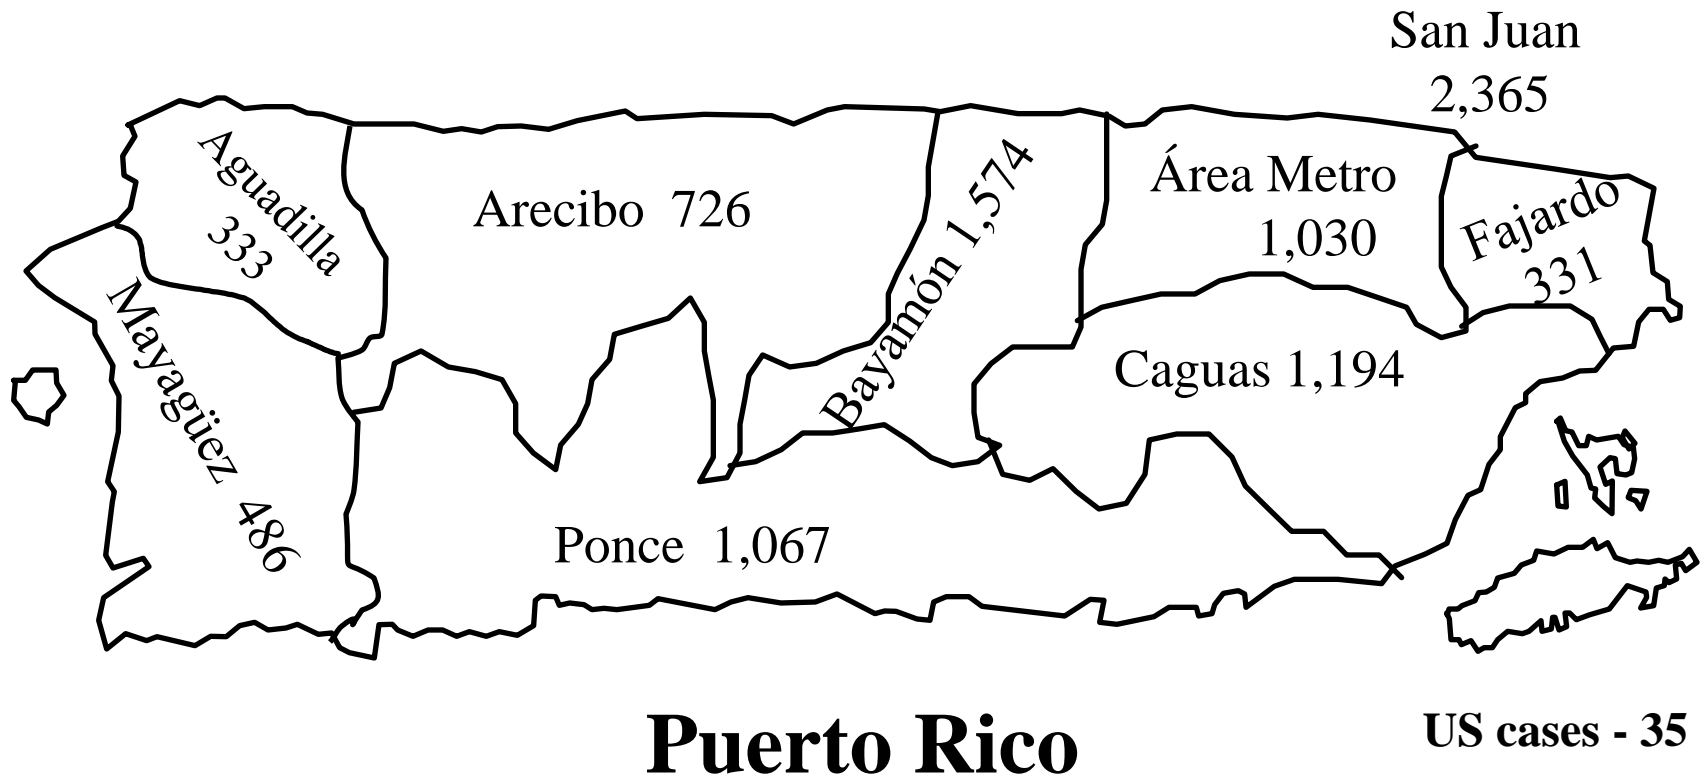 San Juan
2,365
Aguadilla
333
Arecibo 726
Bayamón 1,574
Área Metro
1,030
Fajardo
331
Mayagüez 486
Caguas 1,194
Ponce 1,067
Puerto Rico
US cases - 35